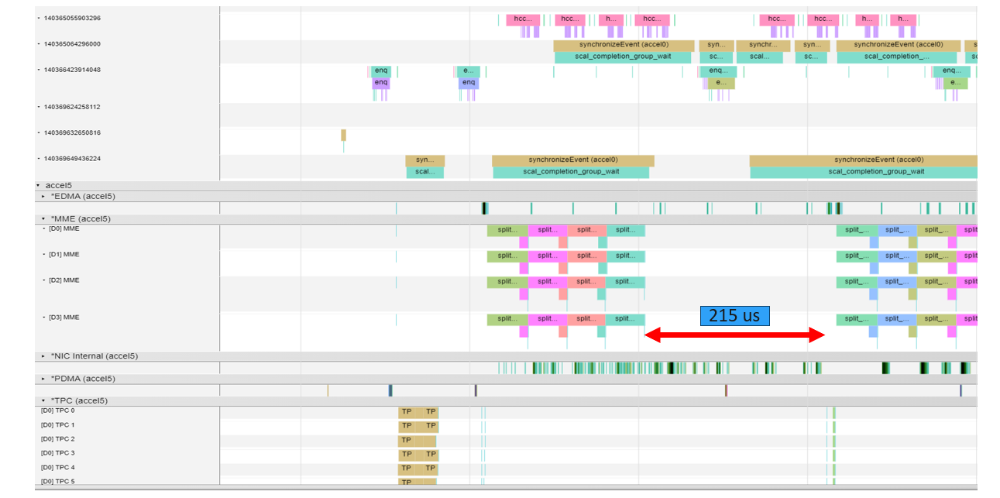 140365055903296 hcc... hcc... h... hcc... hcc... hcc... h... h...
140365064296000 synchronizeEvent (accel0) syn... synchr... syn... synchronizeEvent (accel0) s
scal_completion_group_wait sc... scal... sc... scal_completion_... sc
140366423914048 enq e... enq... enq...
enq enq e... e...
140369624258112
140369632650816
140369649436224 syn... synchronizeEvent (accel0) synchronizeEvent (accel0)
scal... scal_completion_group_wait scal_completion_group_wait
accel5
*EDMA (accel5)
*MME (accel5)
[D0] MME split... split... split... split... split_... split_... split_... split
[D1] MME split... split... split... split... split_... split_... split_... split
[D2] MME split... split... split... split... split_... split_... split_... split
[D3] MME split... split... split... split... split_... split_... split_... split
215 us
*NIC Internal (accel5)
*PDMA (accel5)
*TPC (accel5)
[D0] TPC 0 TP TP
[D0] TPC 1 TP TP
[D0] TPC 2 TP
[D0] TPC 3 TP TP
[D0] TPC 4 TP TP
[D0] TPC 5 TP